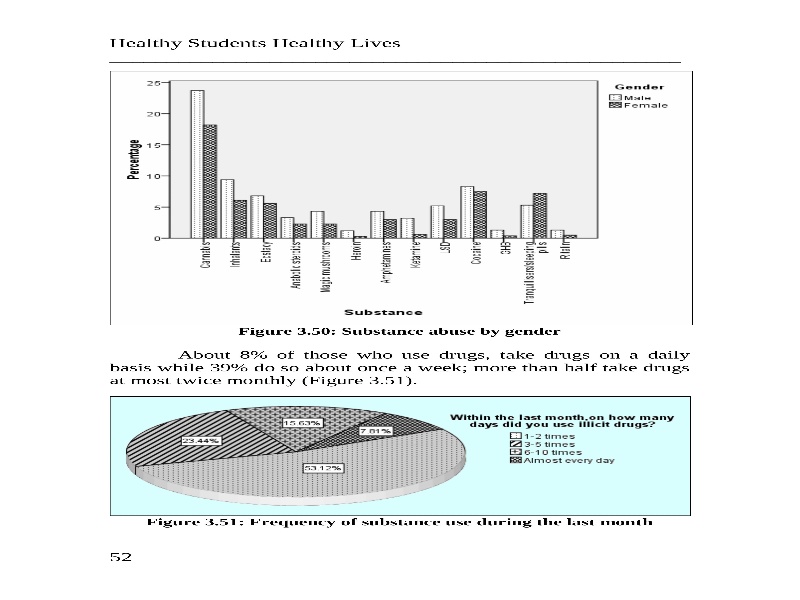 Healthy Students Healthy Lives
25
20
15
10
5
0
Percentage
Gender
Male
Female
Cannabis
Inhalants
Ecstasy
Anabolic steroids
Magic mushrooms
Heroin
Amphetamines
Ketamine
LSD
Cocaine
GHB
Tranquilisers/sleeping
pills
Ritalin
Substance
Figure 3.50: Substance abuse by gender
About 8% of those who use drugs, take drugs on a daily
basis while 39% do so about once a week; more than half take drugs
at most twice monthly (Figure 3.51).
Within the last month,on how many
days did you use illicit drugs?
1-2 times
3-5 times
6-10 times
Almost every day
15.63%
7.81%
23.44%
53.12%
Figure 3.51: Frequency of substance use during the last month
52